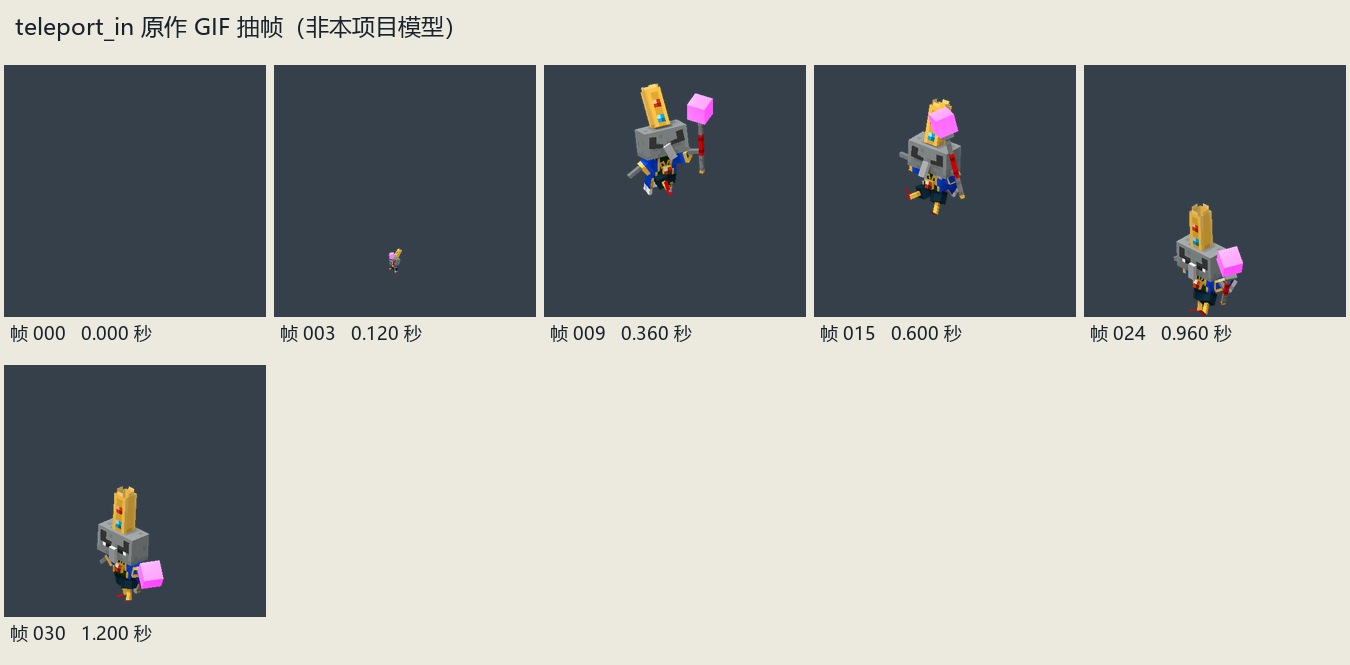 teleport_in 原作 GIF 抽帧（非本项目模型）
帧 000   0.000 秒
帧 003   0.120 秒
帧 009   0.360 秒
帧 015   0.600 秒
帧 024   0.960 秒
帧 030   1.200 秒